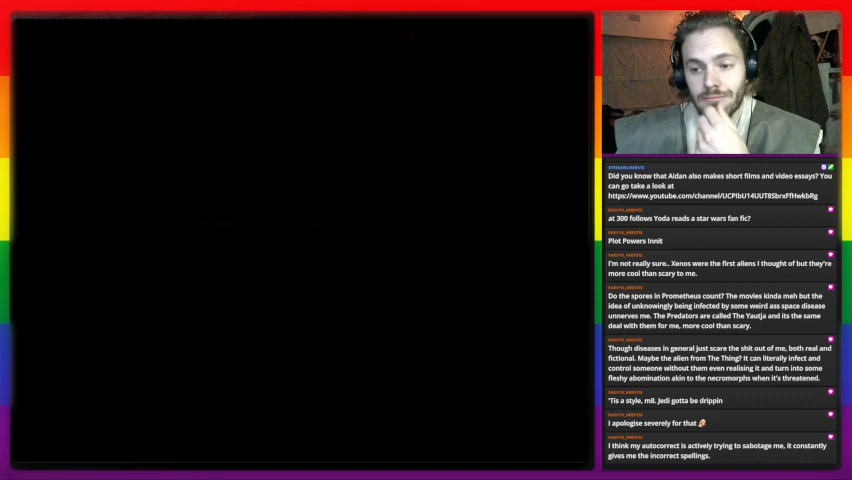 STREAMELEMENTS
Did you know that Aidan also makes short films and video essays? You
can go take a look at
at 300 follows Yoda reads a star wars fan fic?
Plot Powers Innit
I'm not really sure.. Xenos were the first aliens I thought of but they're
more cool than scary to me.
Do the spores in Prometheus count? The movies kinda meh but the
idea of unknowingly being infected by some weird ass space disease
unnerves me. The Predators are called The Yautja and its the same
deal with them for me, more cool than scary.
Though diseases in general just scare the shit out of me, both real and
fictional. Maybe the alien from The Thing? It can literally infect and
control someone without them even realising it and turn into some
fleshy abomination akin to the necromorphs when it's threatened.
'Tis a style, m8. Jedi gotta be drippin
I apologise severely for that
I think my autocorrect is actively trying to sabotage me, it constantly
gives me the incorrect spellings.